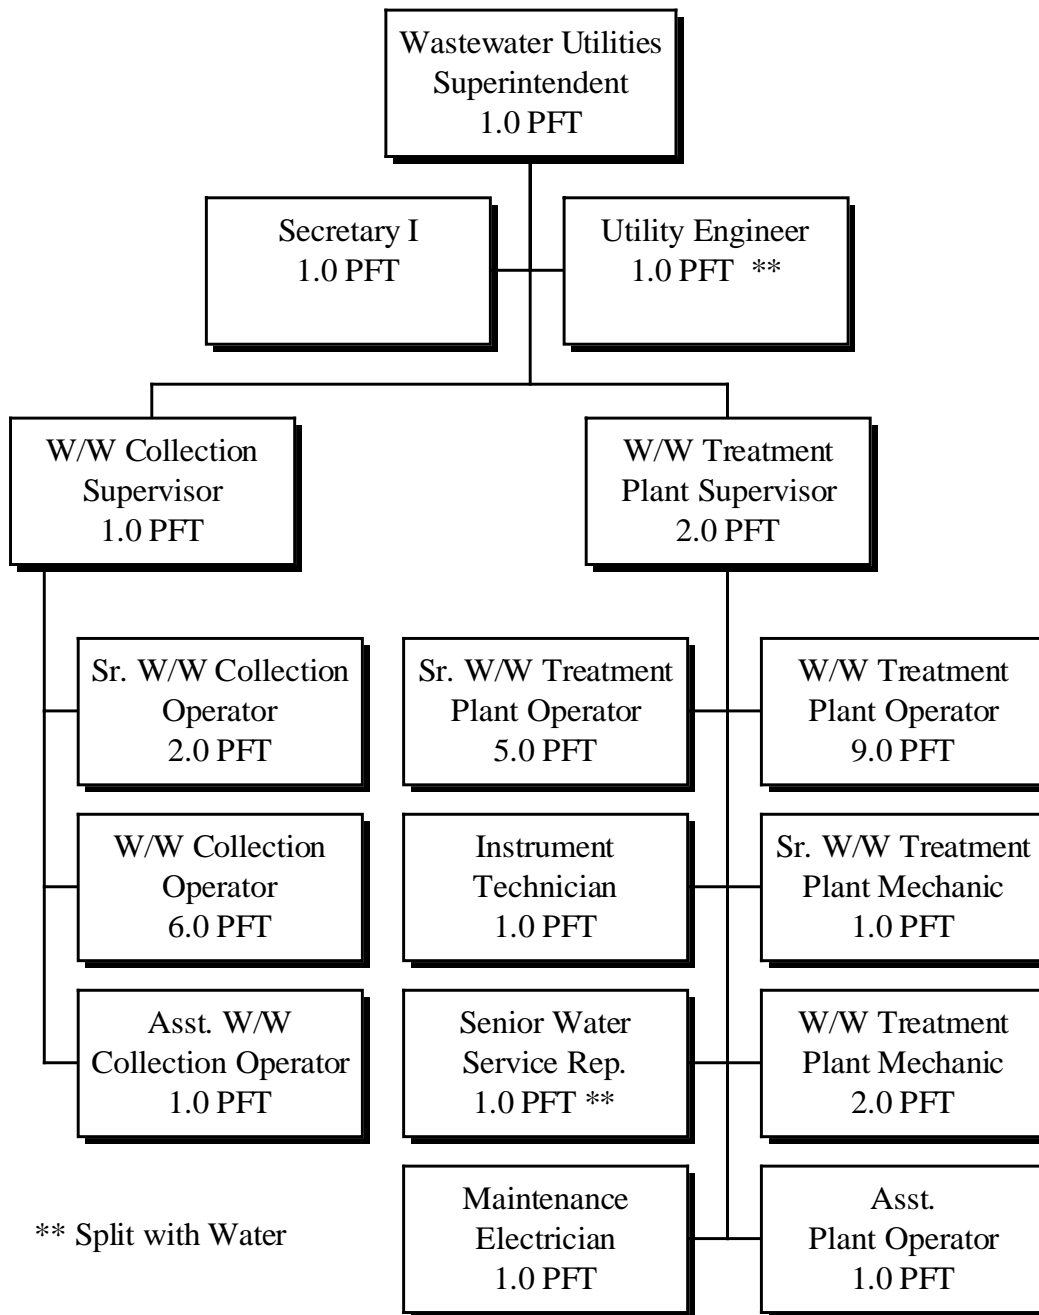 Wastewater Utilities
Superintendent
1.0 PFT
Secretary I
1.0 PFT
Utility Engineer
1.0 PFT **
W/W Collection
Supervisor
1.0 PFT
W/W Treatment
Plant Supervisor
2.0 PFT
Sr. W/W Collection
Operator
2.0 PFT
Sr. W/W Treatment
Plant Operator
5.0 PFT
W/W Treatment
Plant Operator
9.0 PFT
W/W Collection
Operator
6.0 PFT
Instrument
Technician
1.0 PFT
Sr. W/W Treatment
Plant Mechanic
1.0 PFT
Asst. W/W
Collection Operator
1.0 PFT
Senior Water
Service Rep.
1.0 PFT **
W/W Treatment
Plant Mechanic
2.0 PFT
Maintenance
Electrician
1.0 PFT
Asst.
Plant Operator
1.0 PFT
** Split with Water